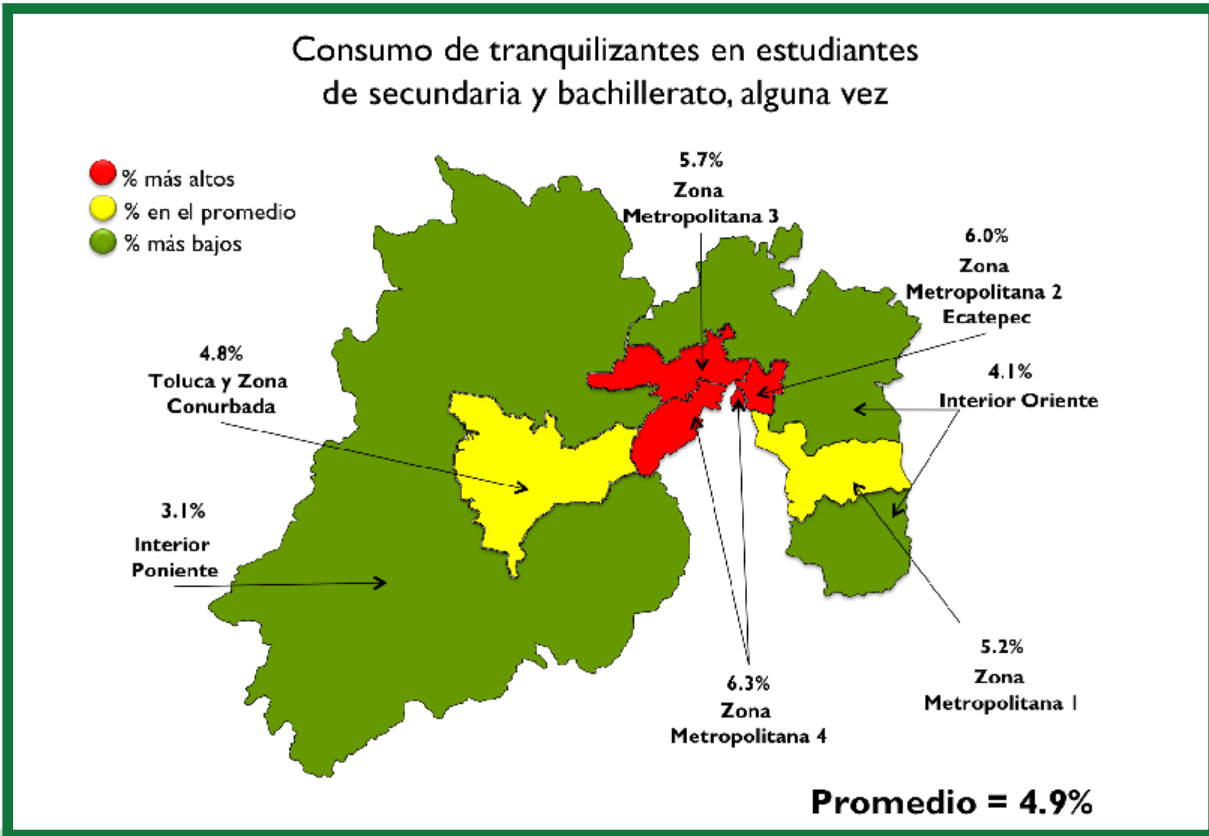 Consumo de tranquilizantes en estudiantes
de secundaria y bachillerato, alguna vez
% más altos
% en el promedio
% más bajos
5.7%
Zona
Metropolitana 3
6.0%
Zona
Metropolitana 2
Ecatepec
4.8%
Toluca y Zona
Conurbada
4.1%
Interior Oriente
3.1%
Interior
Poniente
5.2%
Zona
Metropolitana 1
6.3%
Zona
Metropolitana 4
Promedio = 4.9%